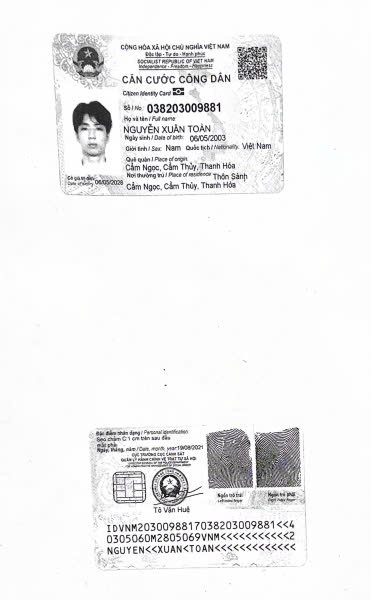 CỘNG HÒA XÃ HỘI CHỦ NGHĨA VIỆT NAM
Độc lập - Tự do - Hạnh phúc
SOCIALIST REPUBLIC OF VIET NAM
Independence - Freedom - Happiness
CĂN CƯỚC CÔNG DÂN
Citizen Identity Card
Số / No.: 038203009881
Họ và tên / Full name:
NGUYỄN XUÂN TOÀN
Ngày sinh / Date of birth: 06/05/2003
Giới tính / Sex: Nam Quốc tịch / Nationality: Việt Nam
Quê quán / Place of origin:
Cẩm Ngọc, Cẩm Thủy, Thanh Hóa
Nơi thường trú / Place of residence: Thôn Sành
Cẩm Ngọc, Cẩm Thủy, Thanh Hóa
Có giá trị đến: 06/05/2028
Date of expiry
Đặc điểm nhân dạng / Personal identification:
Sẹo chấm C: 1 cm trên sau đầu
mắt phải
Ngày, tháng, năm / Date, month, year: 19/08/2021
CỤC TRƯỞNG CỤC CẢNH SÁT
QUẢN LÝ HÀNH CHÍNH VỀ TRẬT TỰ XÃ HỘI
Tô Văn Huệ
Ngón trỏ trái
Left index finger
Ngón trỏ phải
Right index finger
IDVNM2030098817038203009881<<4
0305060M2805069VNM<<<<<<<<<<<2
NGUYEN<<XUAN<TOAN<<<<<<<<<<<<<